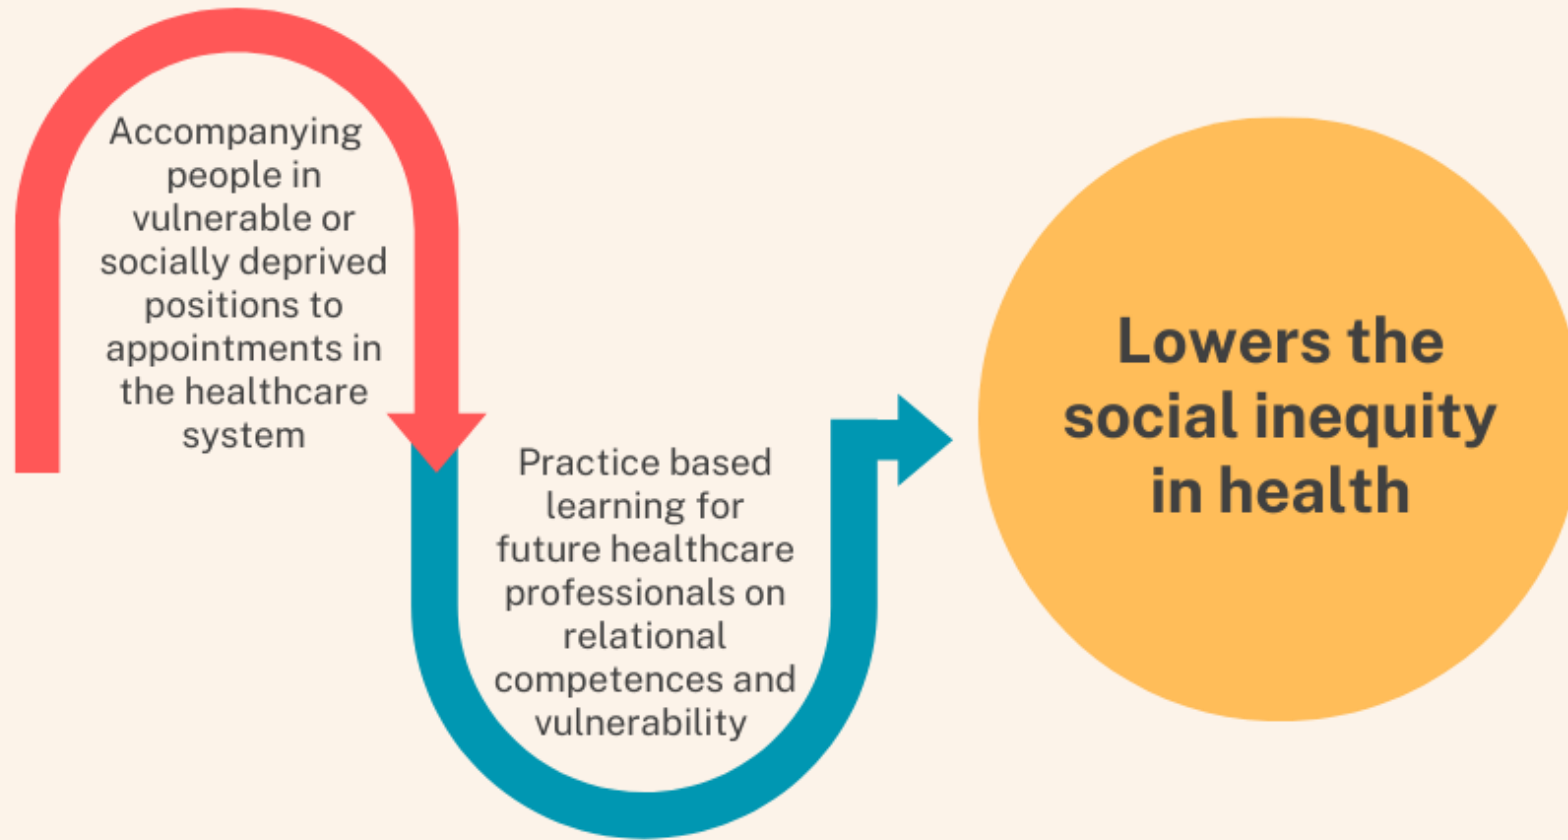 Accompanying
people in
vulnerable or
socially deprived
positions to
appointments in
the healthcare
system
Practice based
learning for
future healthcare
professionals on
relational
competences and
vulnerability
Lowers the
social inequity
in health